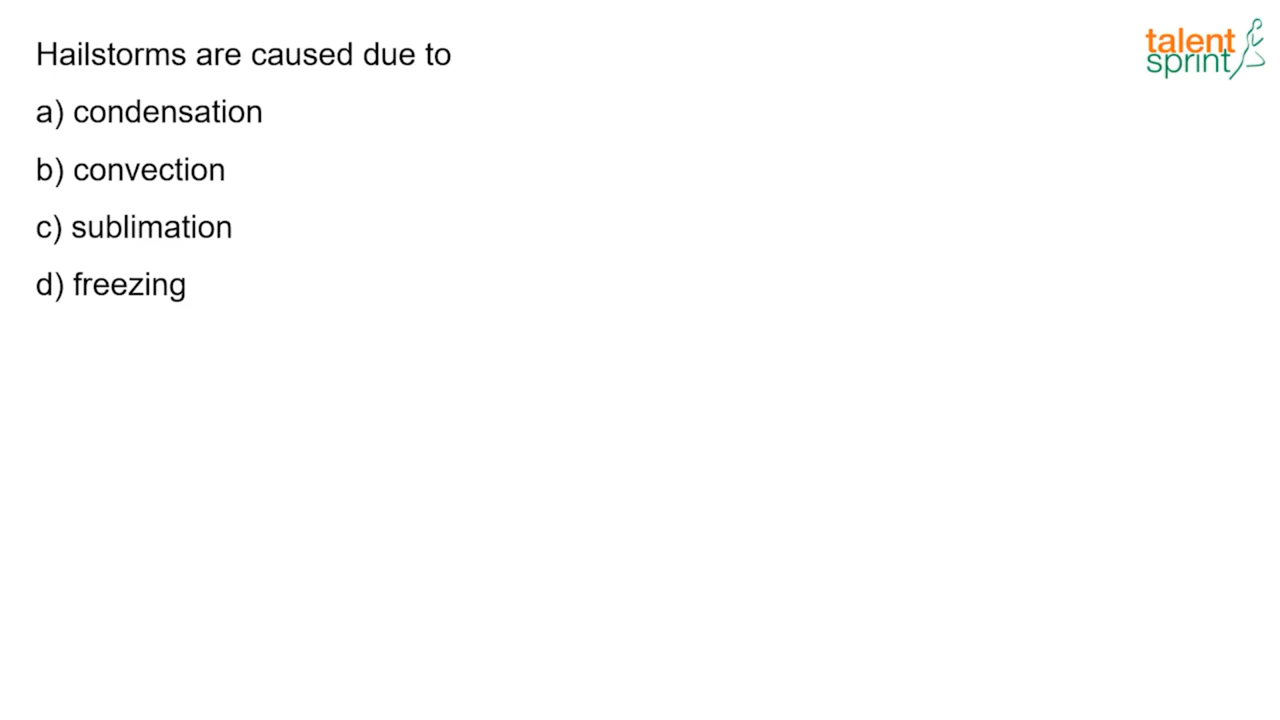 Hailstorms are caused due to
a) condensation
b) convection
c) sublimation
d) freezing
talent
sprint